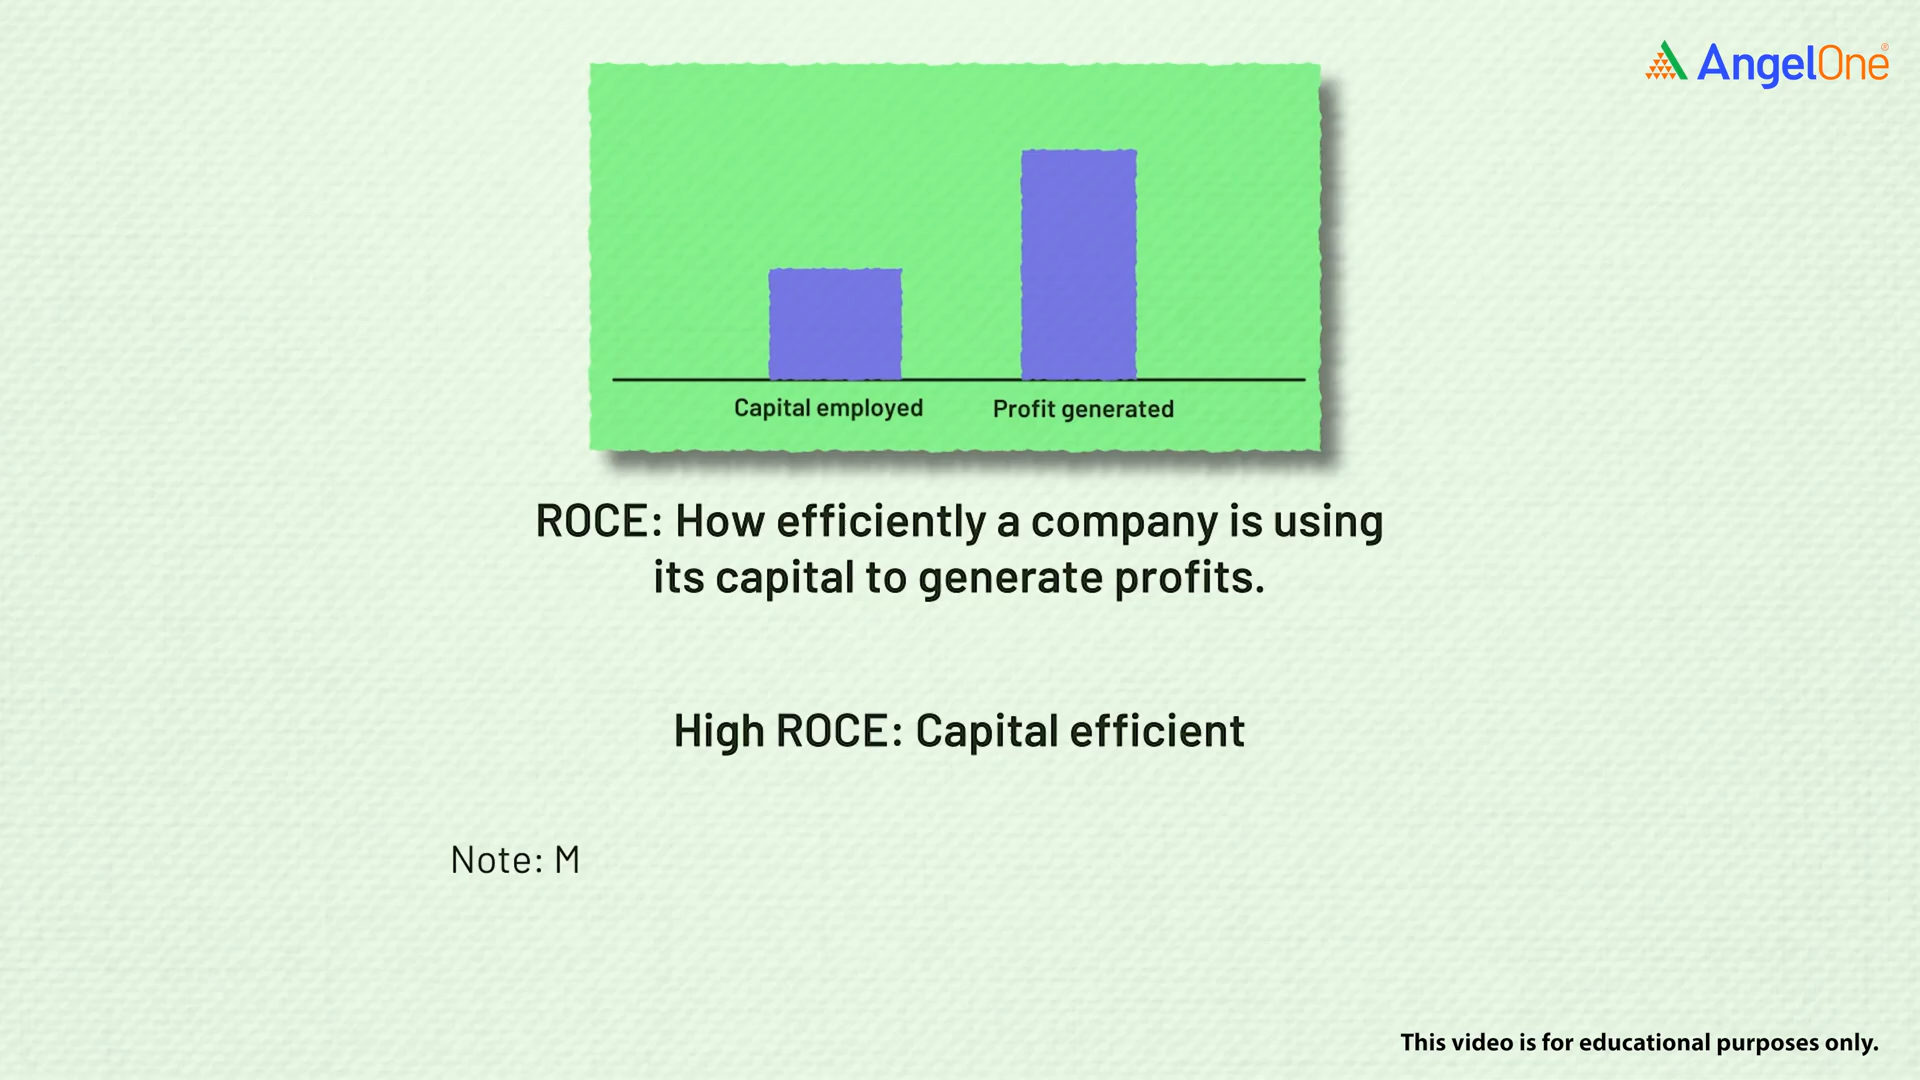 AngelOne®
Capital employed
Profit generated
ROCE: How efficiently a company is using
its capital to generate profits.
High ROCE: Capital efficient
Note: M
This video is for educational purposes only.